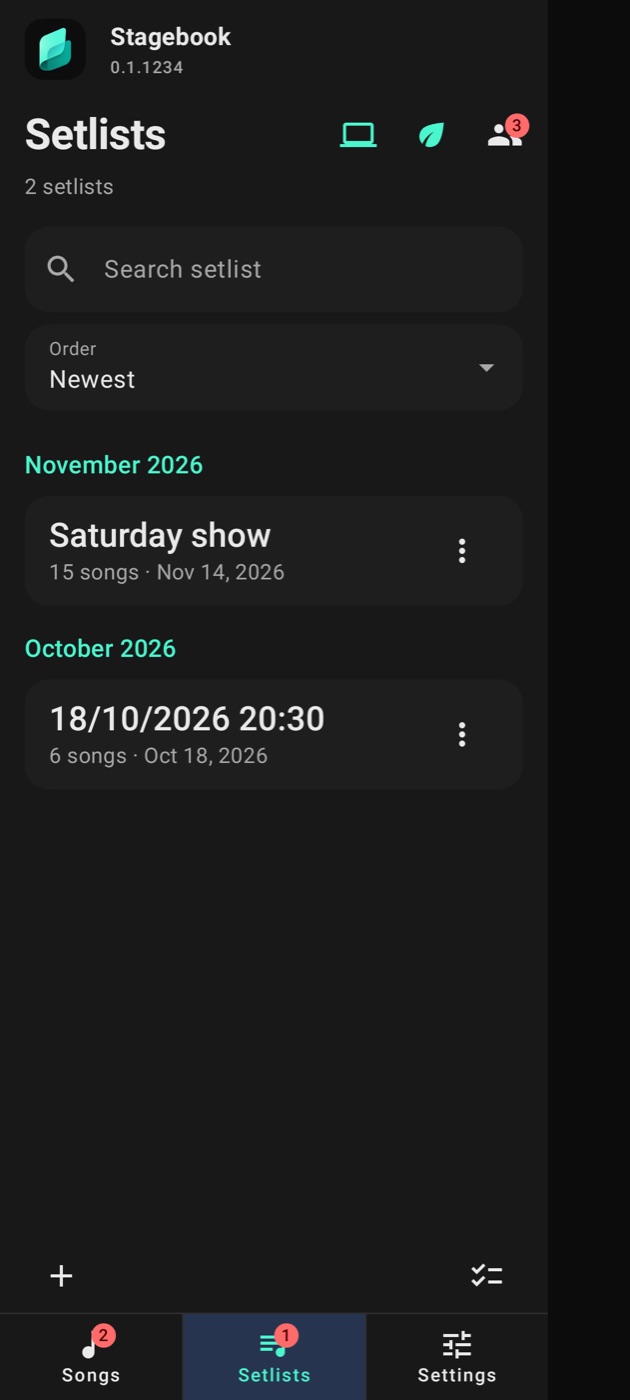 Stagebook
0.1.1234
Setlists
3
2 setlists
Search setlist
Order
Newest
November 2026
Saturday show
15 songs · Nov 14, 2026
October 2026
18/10/2026 20:30
6 songs · Oct 18, 2026
2
1
Songs
Setlists
Settings